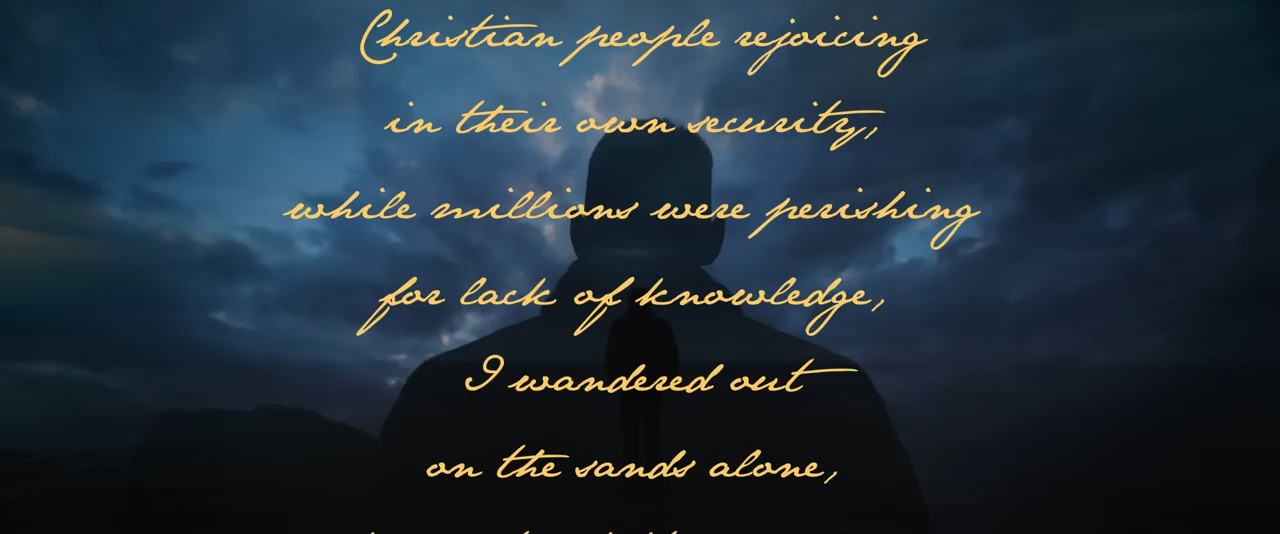 Christian people rejoicing
in their own security,
while millions were perishing
for lack of knowledge,
I wandered out
on the sands alone,